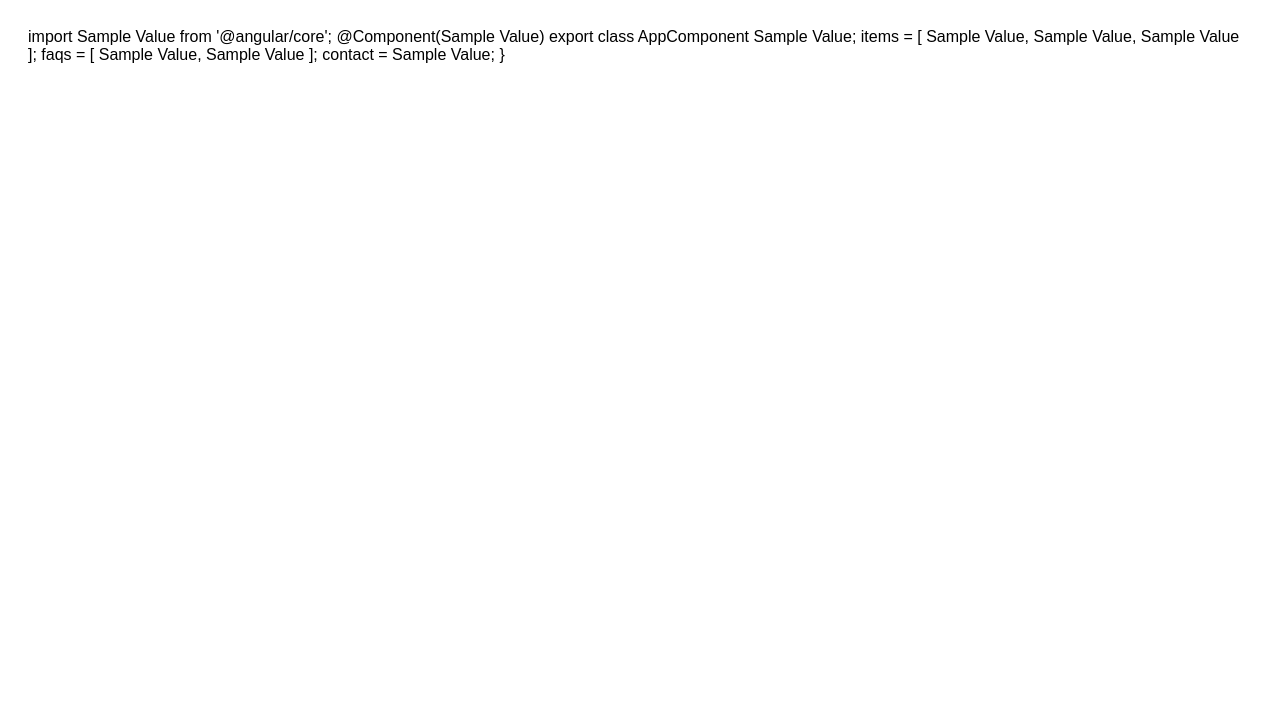 import Sample Value from '@angular/core'; @Component(Sample Value) export class AppComponent Sample Value; items = [ Sample Value, Sample Value, Sample Value
]; faqs = [ Sample Value, Sample Value ]; contact = Sample Value; }